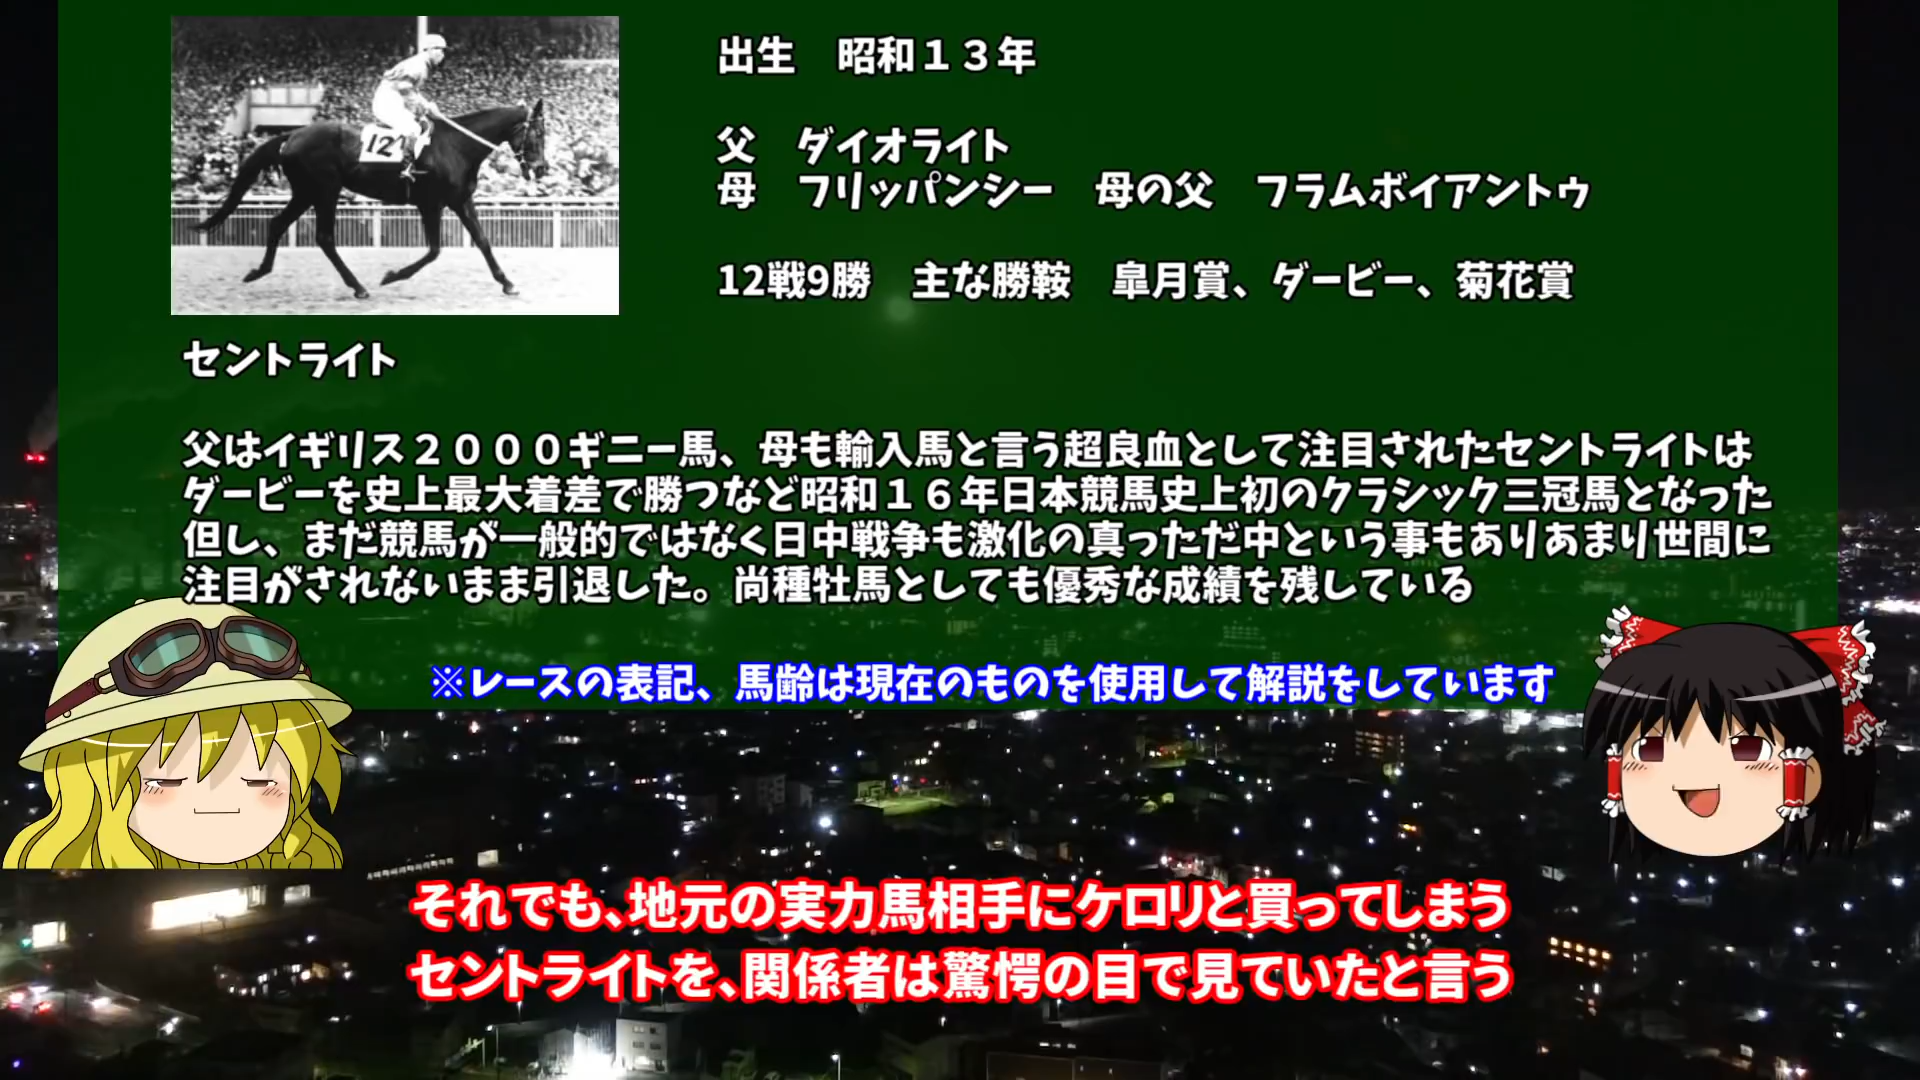 12
出生　昭和１３年
父　ダイオライト
母　フリッパンシー　母の父　フラムボイアントゥ
12戦9勝　主な勝鞍　皐月賞、ダービー、菊花賞
セントライト
父はイギリス２０００ギニー馬、母も輸入馬と言う超良血として注目されたセントライトは
ダービーを史上最大着差で勝つなど昭和１６年日本競馬史上初のクラシック三冠馬となった
但し、まだ競馬が一般的ではなく日中戦争も激化の真っただ中という事もありあまり世間に
注目がされないまま引退した。尚種牡馬としても優秀な成績を残している
※レースの表記、馬齢は現在のものを使用して解説をしています
それでも、地元の実力馬相手にケロリと買ってしまう
セントライトを、関係者は驚愕の目で見ていたと言う